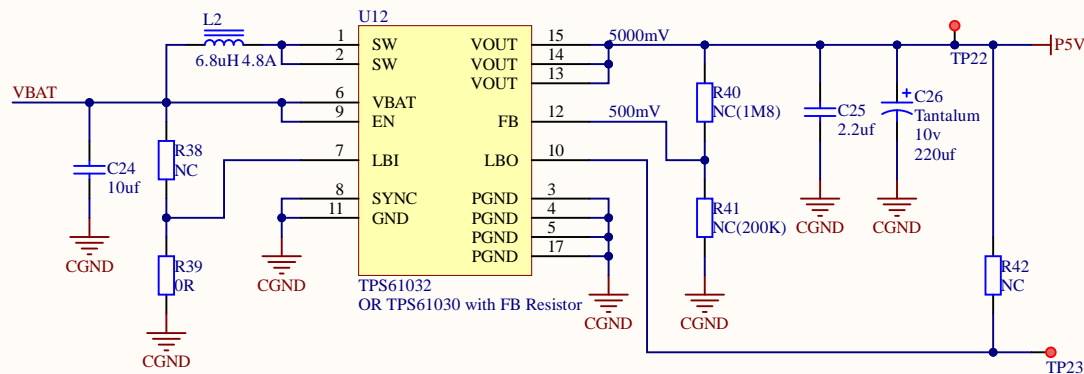 U12
L2
6.8uH 4.8A
VBAT
1 SW VOUT 15 5000mV
2 SW VOUT 14
VOUT 13
6 VBAT
9 EN FB 12 500mV
7 LBI LBO 10
8 SYNC PGND 3
11 GND PGND 4
PGND 5
PGND 17
TPS61032
OR TPS61030 with FB Resistor
C24
10uf
CGND
R38
NC
R39
0R
CGND
CGND
CGND
R40
NC(1M8)
R41
NC(200K)
CGND
C25
2.2uf
CGND
C26
Tantalum
10v
220uf
+
CGND
TP22
P5V
R42
NC
TP23